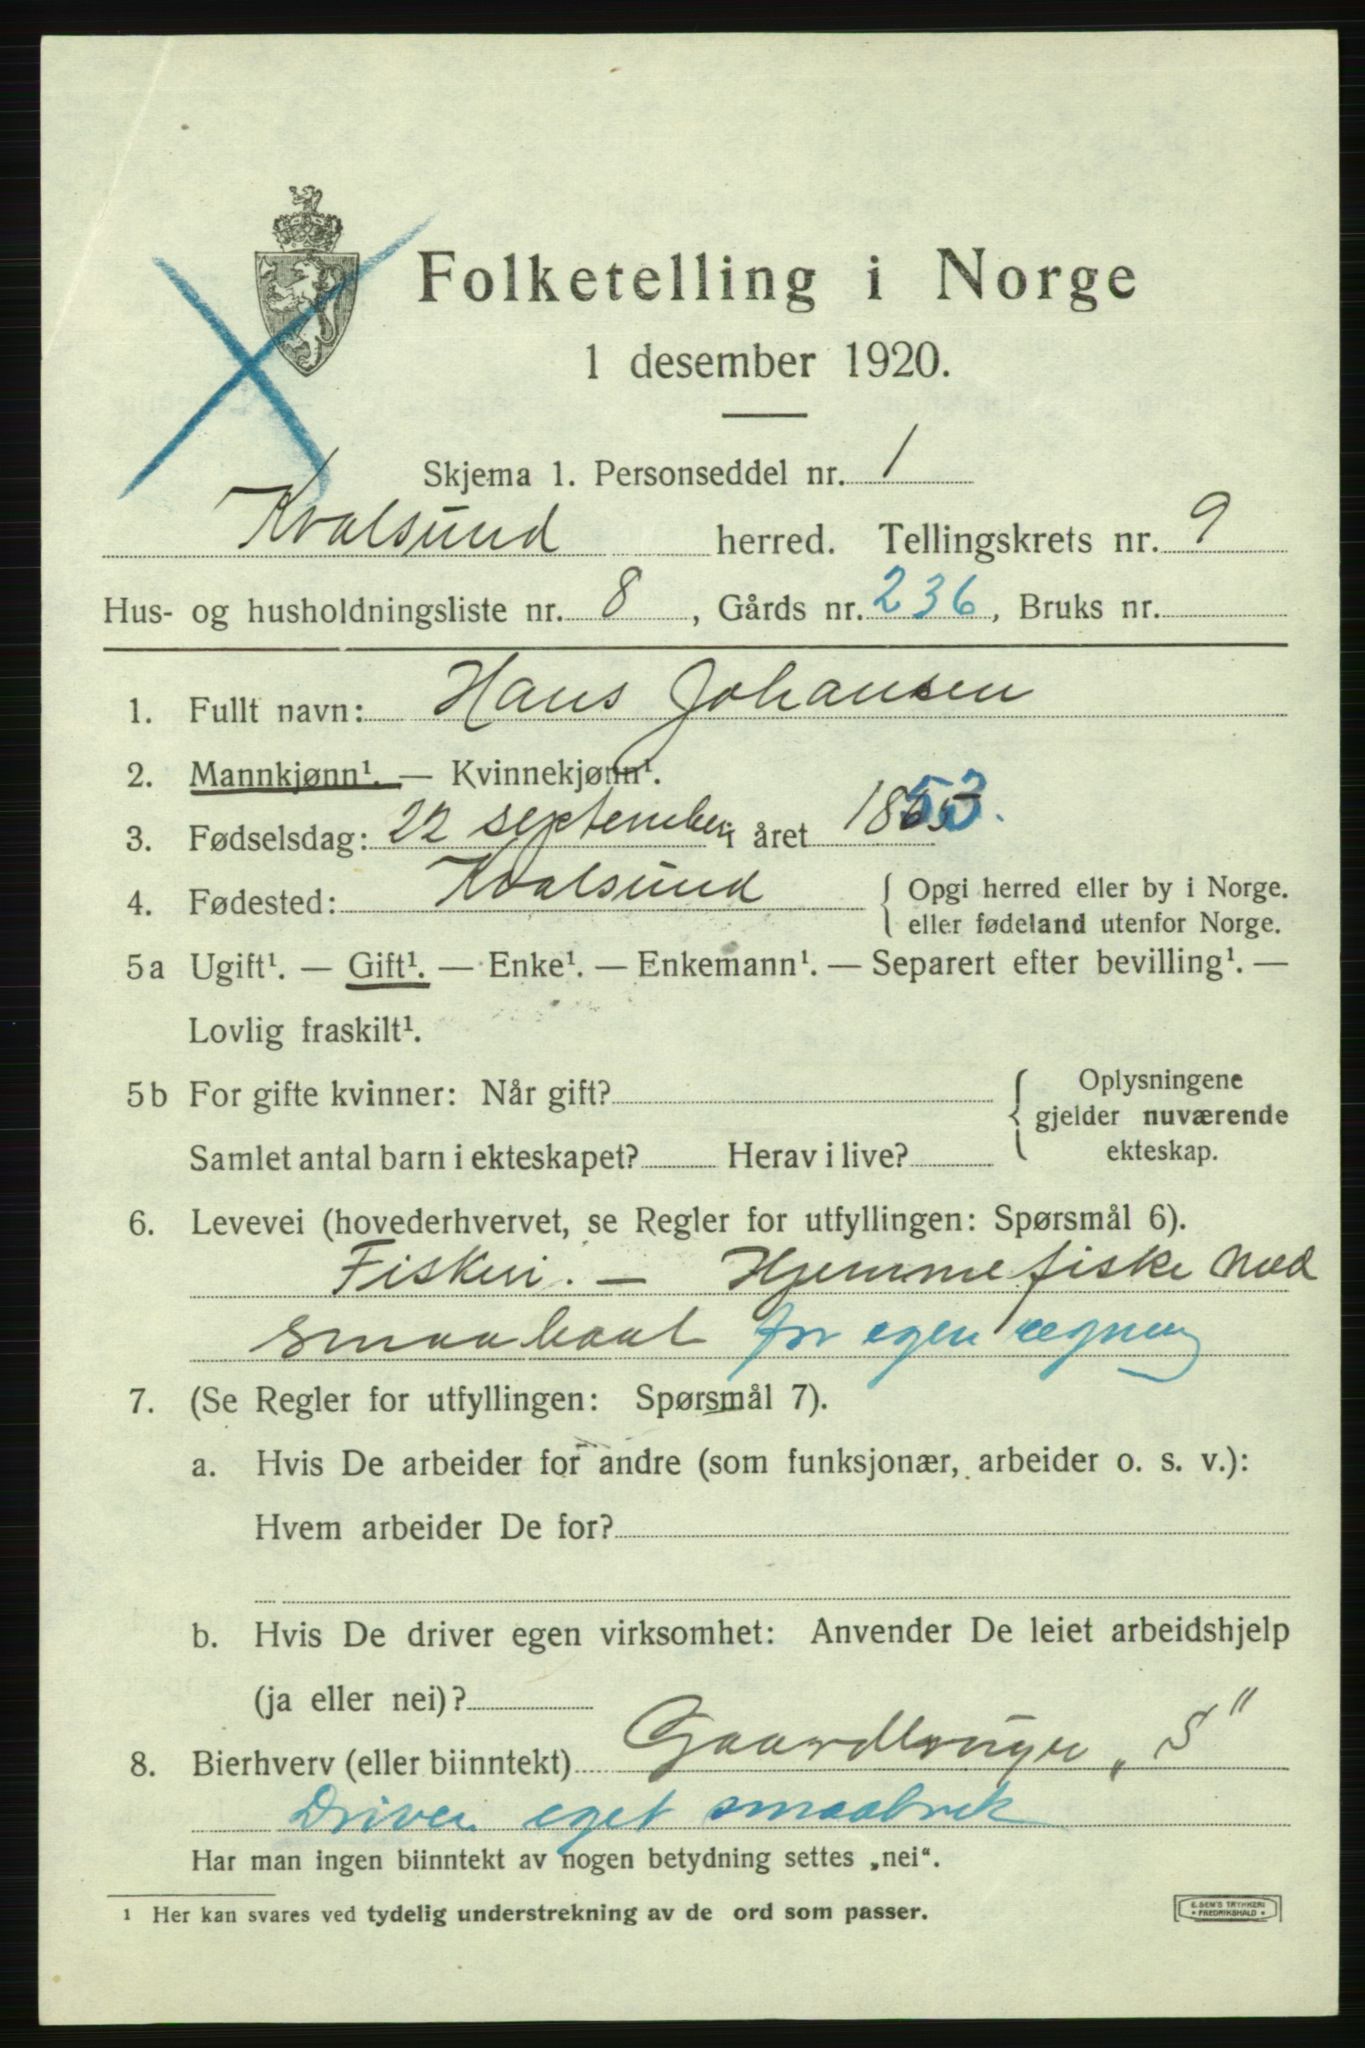 Folketelling i Norge
1 desember 1920.
Skjema 1. Personseddel nr. 1
Kvalsund herred. Tellingskrets nr. 9
Hus- og husholdningsliste nr. 8, Gårds nr. 236, Bruks nr.
1. Fullt navn: Hans Johansen
2. Mannkjønn¹. — Kvinnekjønn¹.
3. Fødselsdag: 22 september i året 1853.
4. Fødested: Kvalsund { Opgi herred eller by i Norge.
eller fødeland utenfor Norge.
5a Ugift¹. — Gift¹. — Enke¹. — Enkemann¹. — Separert efter bevilling¹. —
Lovlig fraskilt¹.
5b For gifte kvinner: Når gift? { Oplysningene
gjelder nuværende
Samlet antal barn i ekteskapet? Herav i live? ekteskap.
6. Levevei (hovederhvervet, se Regler for utfyllingen: Spørsmål 6).
Fiskeri. — Hjemmefiske med
smaabaat for egen regning
7. (Se Regler for utfyllingen: Spørsmål 7).
a. Hvis De arbeider for andre (som funksjonær, arbeider o. s. v.):
Hvem arbeider De for?
b. Hvis De driver egen virksomhet: Anvender De leiet arbeidshjelp
(ja eller nei)?
8. Bierhverv (eller biinntekt) Gaardbruger „S"
Driver eget smaabruk
Har man ingen biinntekt av nogen betydning settes „nei“.
¹ Her kan svares ved tydelig understrekning av de ord som passer.
E. SEM'S TRYKKERI
• FREDRIKSHALD •